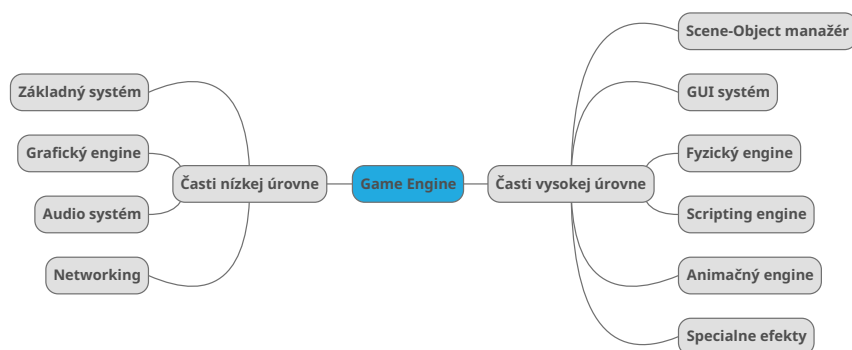 Scene-Object manažér
Základný systém
GUI systém
Grafický engine
Fyzický engine
Časti nízkej úrovne
Game Engine
Časti vysokej úrovne
Audio systém
Scripting engine
Networking
Animačný engine
Specialne efekty